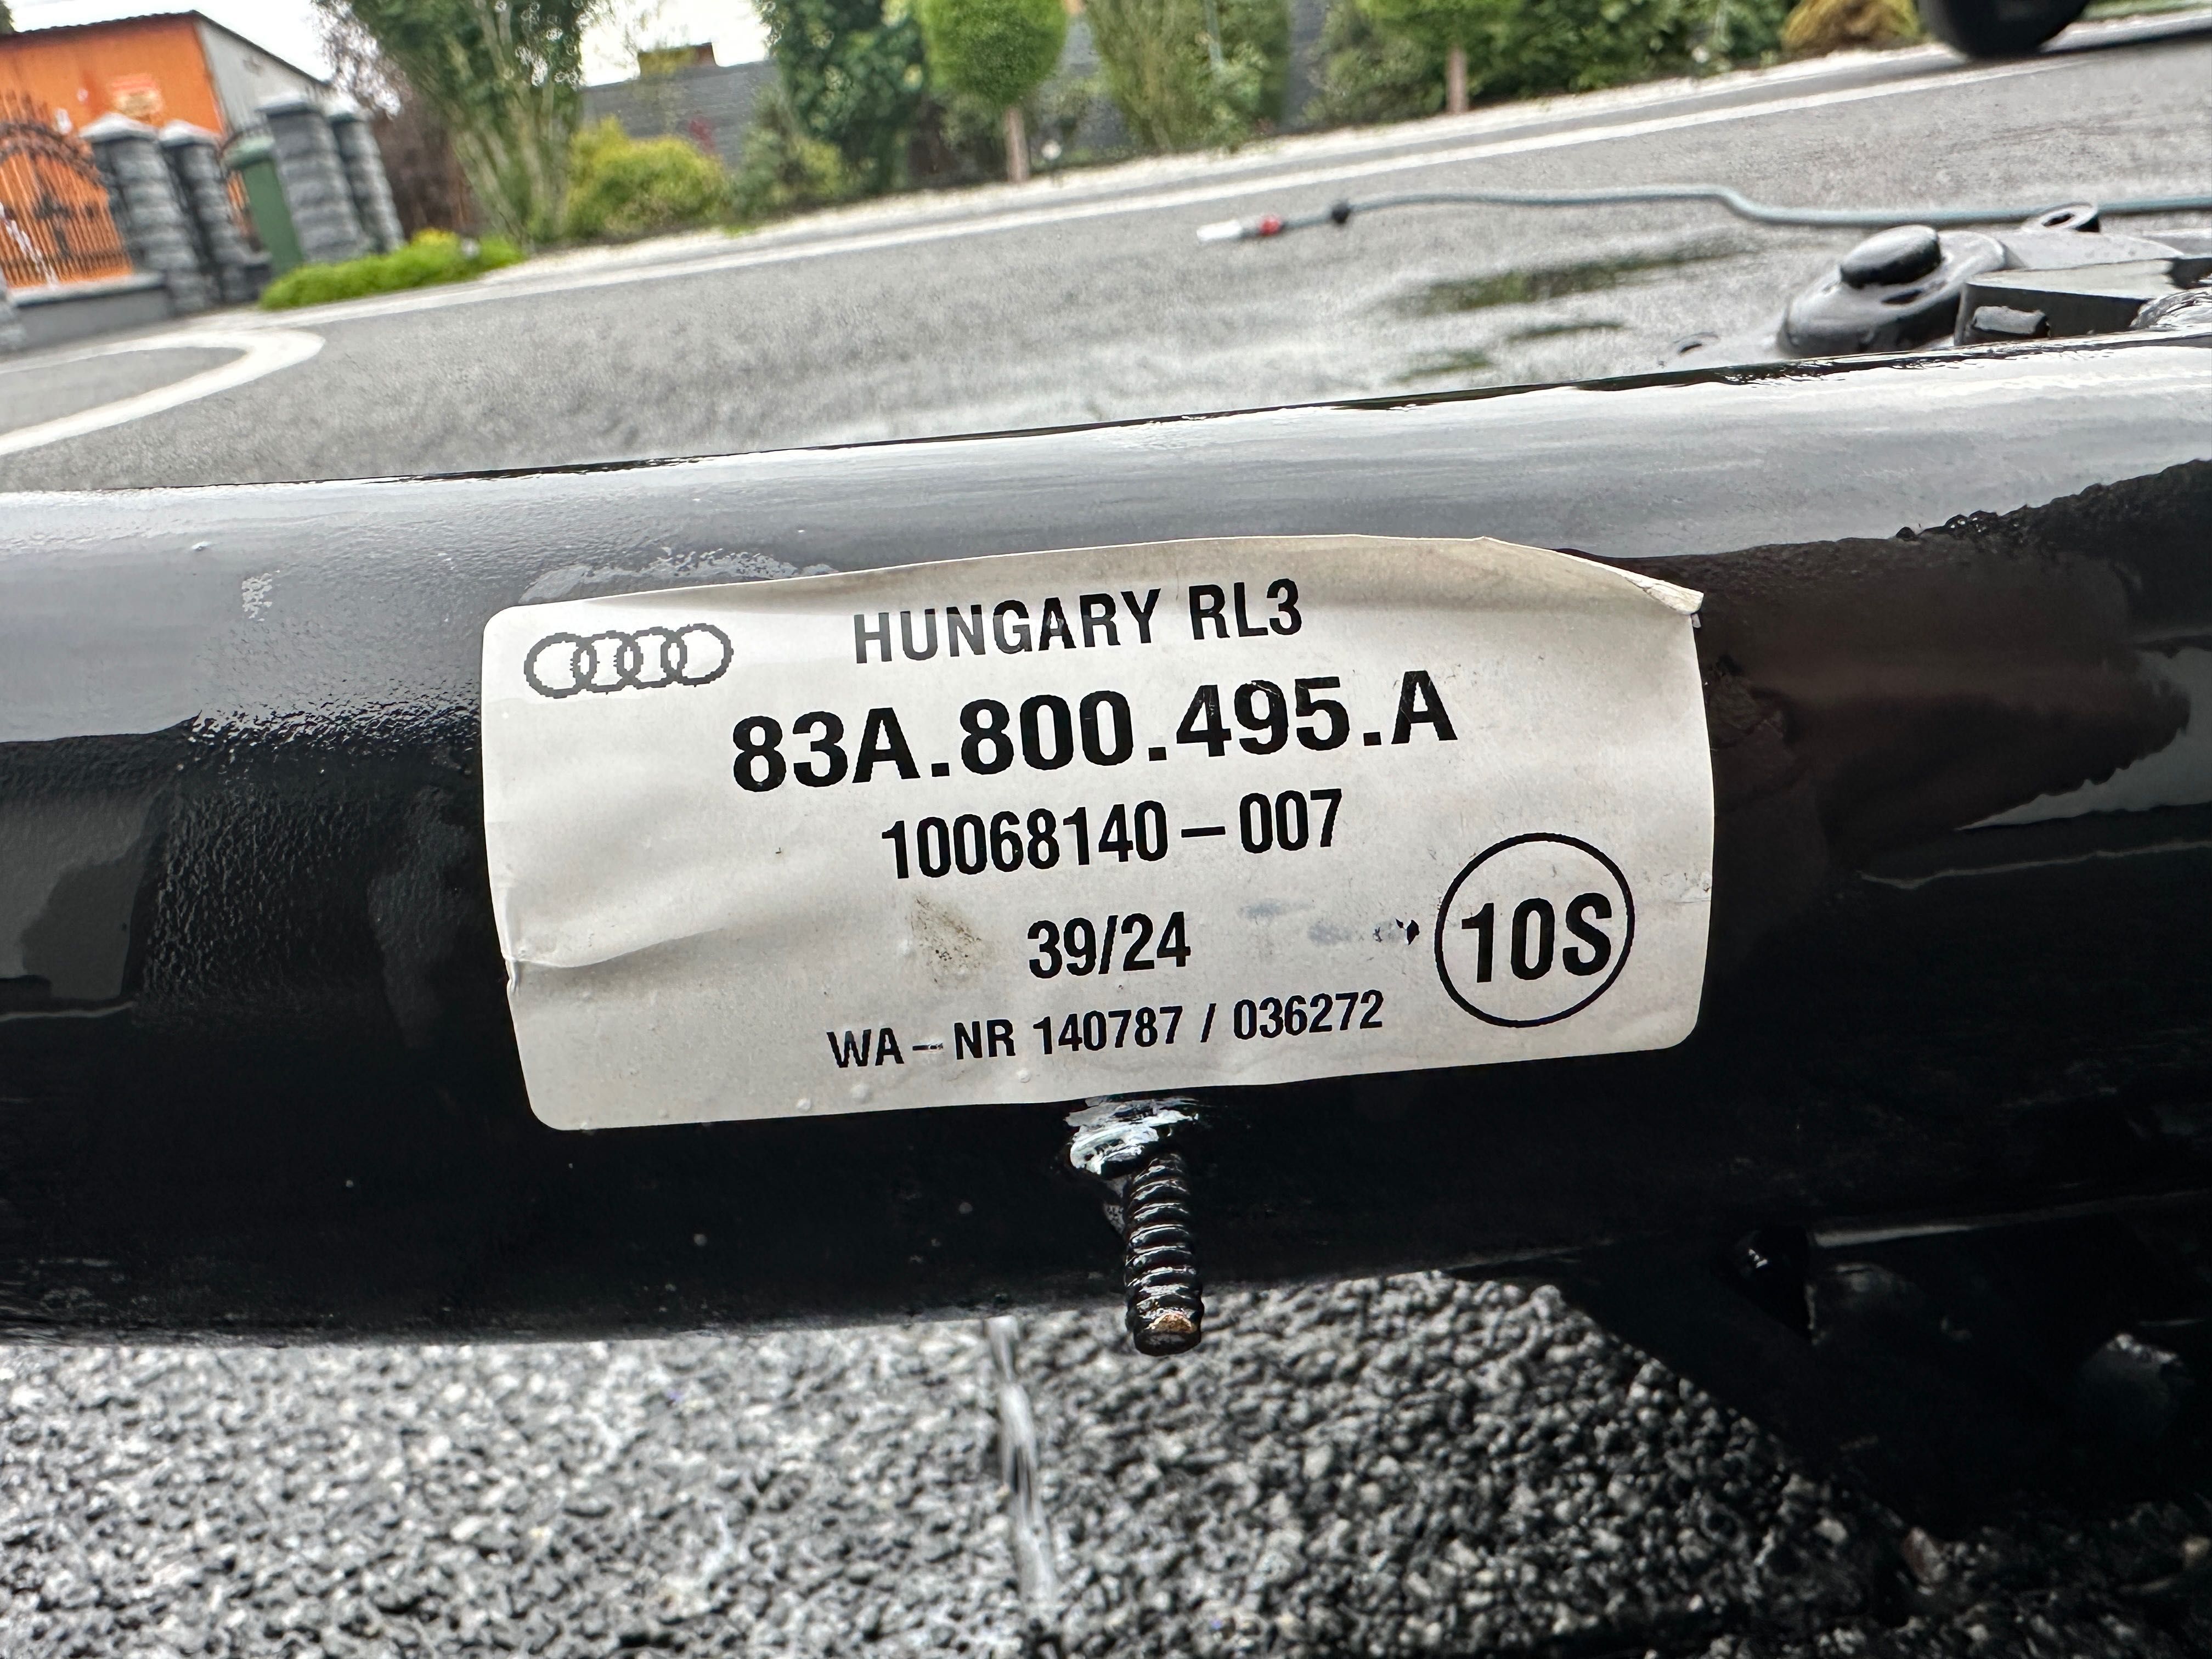 HUNGARY RL3
83A.800.495.A
10068140-007
39/24
10S
WA-NR 140787 / 036272